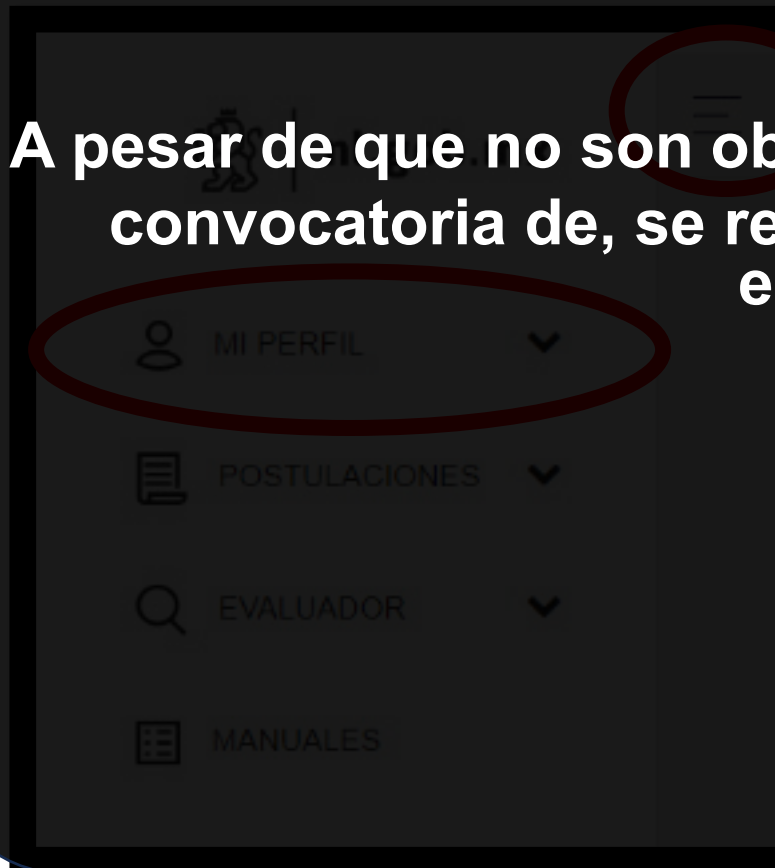 A pesar de que no son ob
convocatoria de, se re
e
MI PERFIL
POSTULACIONES
EVALUADOR
MANUALES